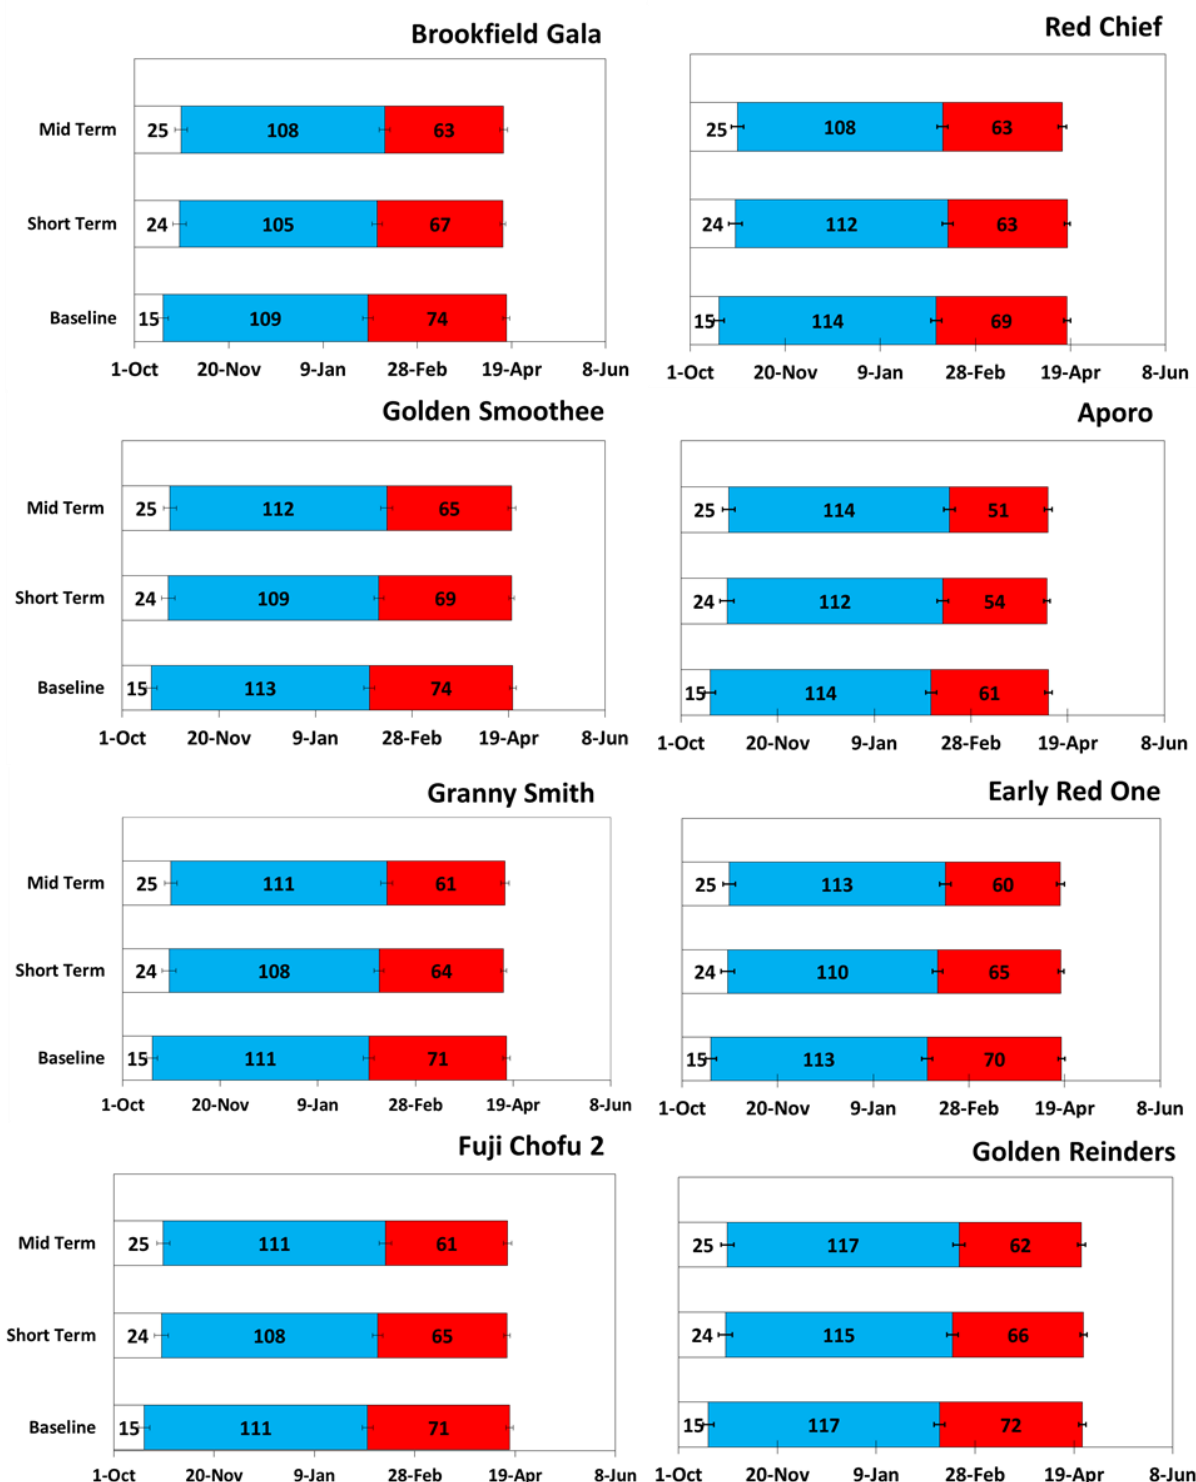 Brookfield Gala
Mid Term 25 108 63
Short Term 24 105 67
Baseline 15 109 74
1-Oct 20-Nov 9-Jan 28-Feb 19-Apr 8-Jun
Red Chief
25 108 63
24 112 63
15 114 69
1-Oct 20-Nov 9-Jan 28-Feb 19-Apr 8-Jun
Golden Smoothee
Mid Term 25 112 65
Short Term 24 109 69
Baseline 15 113 74
1-Oct 20-Nov 9-Jan 28-Feb 19-Apr 8-Jun
Aporo
25 114 51
24 112 54
15 114 61
1-Oct 20-Nov 9-Jan 28-Feb 19-Apr 8-Jun
Granny Smith
Mid Term 25 111 61
Short Term 24 108 64
Baseline 15 111 71
1-Oct 20-Nov 9-Jan 28-Feb 19-Apr 8-Jun
Early Red One
25 113 60
24 110 65
15 113 70
1-Oct 20-Nov 9-Jan 28-Feb 19-Apr 8-Jun
Fuji Chofu 2
Mid Term 25 111 61
Short Term 24 108 65
Baseline 15 111 71
1-Oct 20-Nov 9-Jan 28-Feb 19-Apr 8-Jun
Golden Reinders
25 117 62
24 115 66
15 117 72
1-Oct 20-Nov 9-Jan 28-Feb 19-Apr 8-Jun